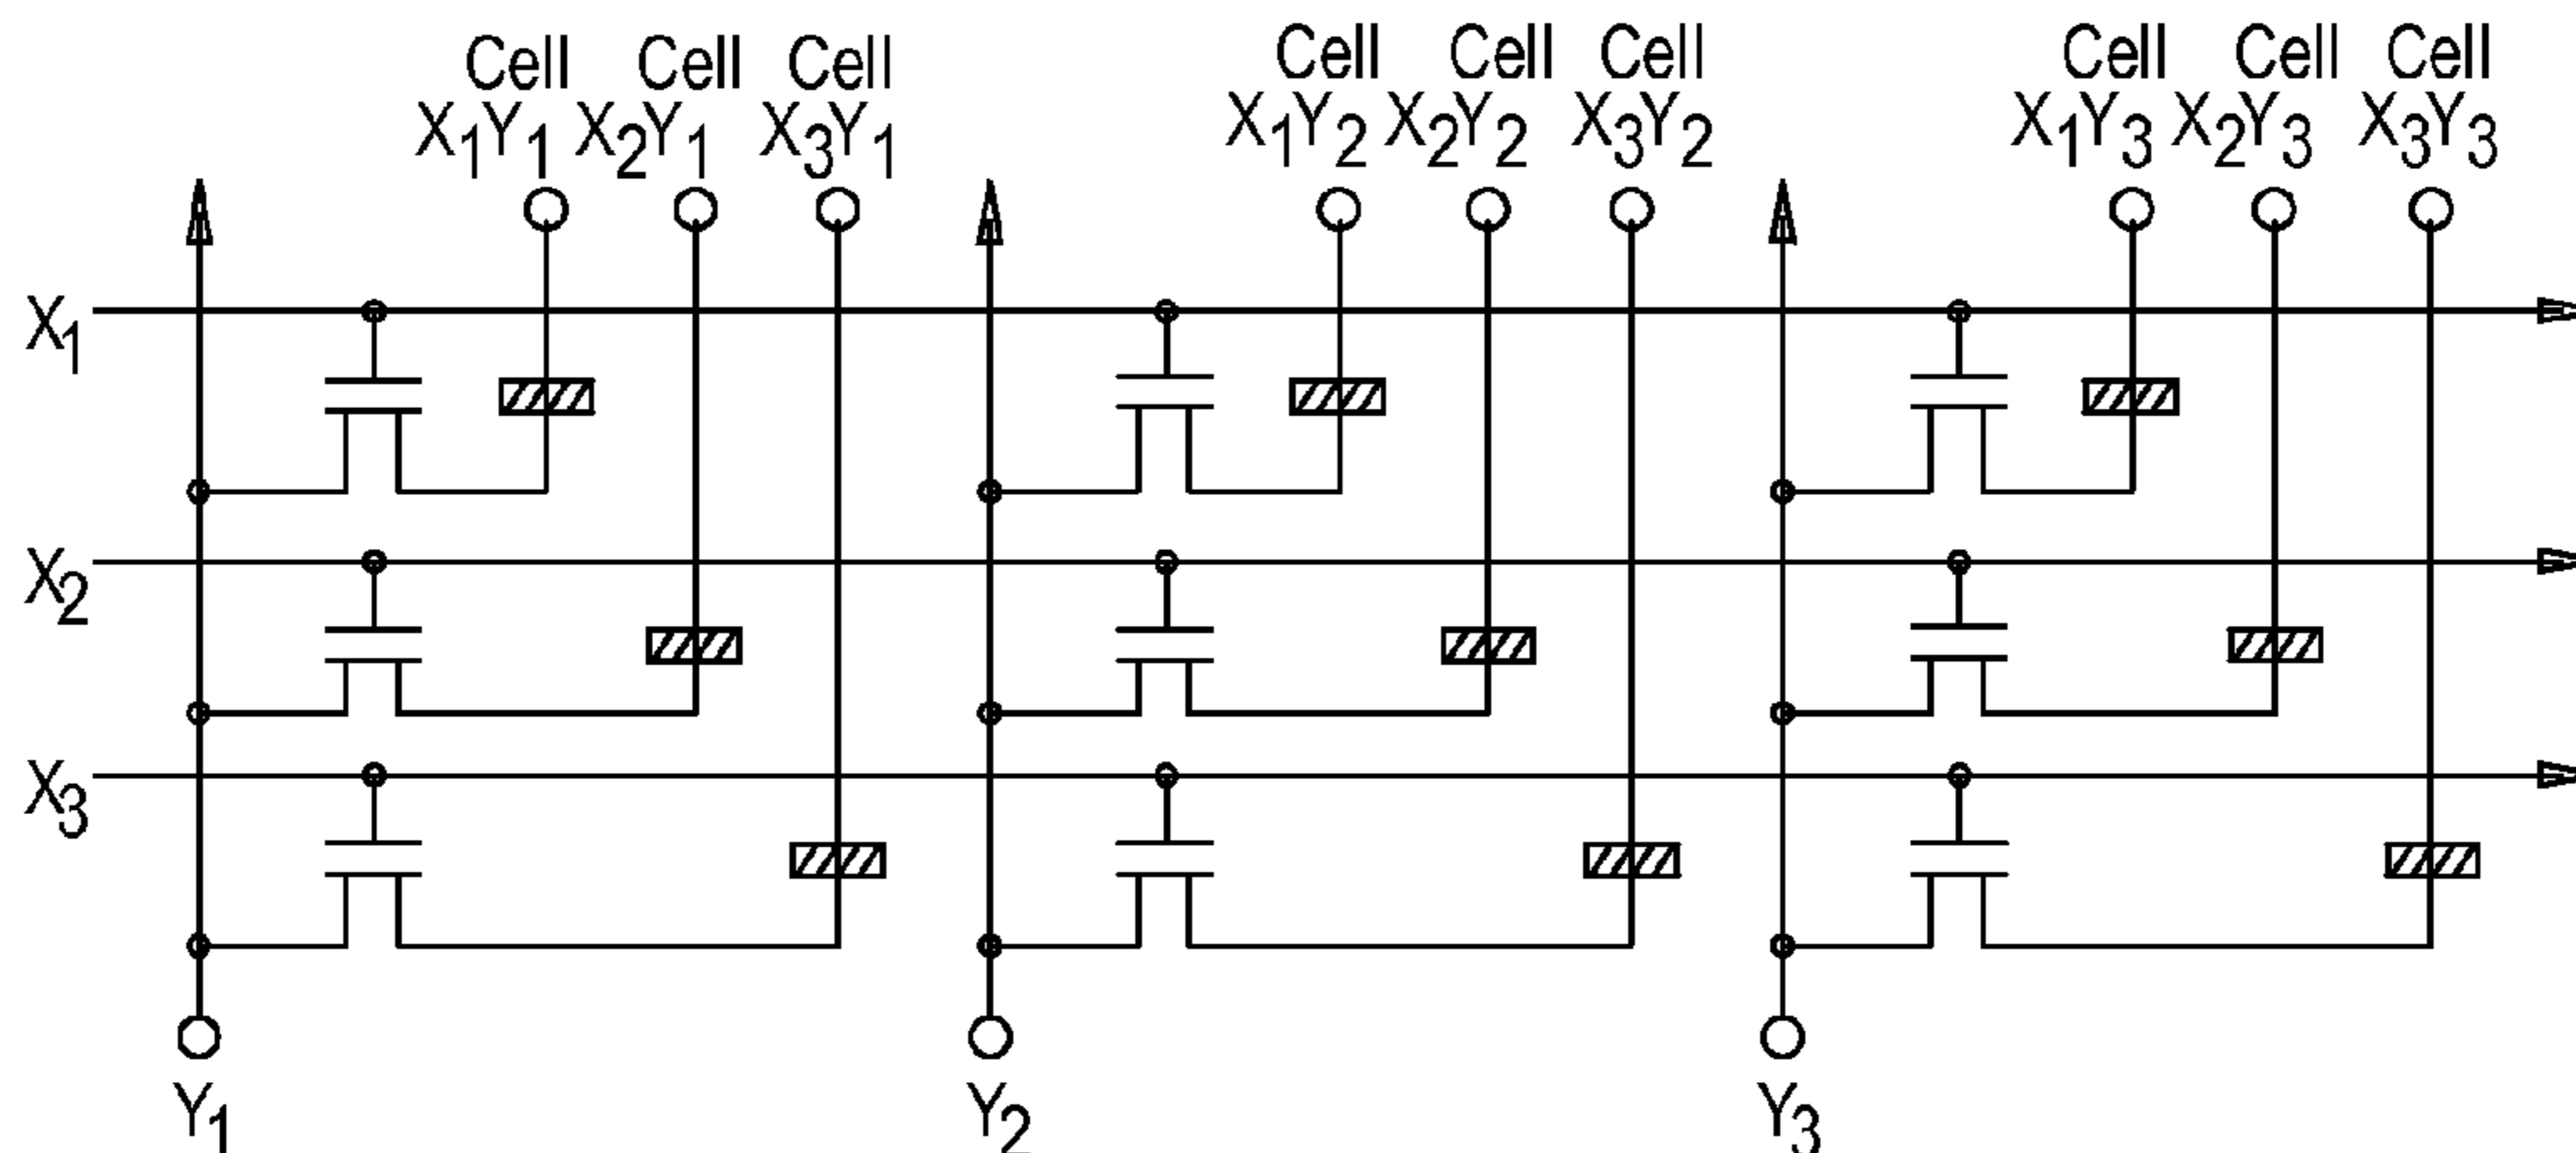 Cell Cell Cell Cell Cell Cell Cell Cell Cell
X₁Y₁ X₂Y₁ X₃Y₁ X₁Y₂ X₂Y₂ X₃Y₂ X₁Y₃ X₂Y₃ X₃Y₃
X₁
X₂
X₃
Y₁ Y₂ Y₃